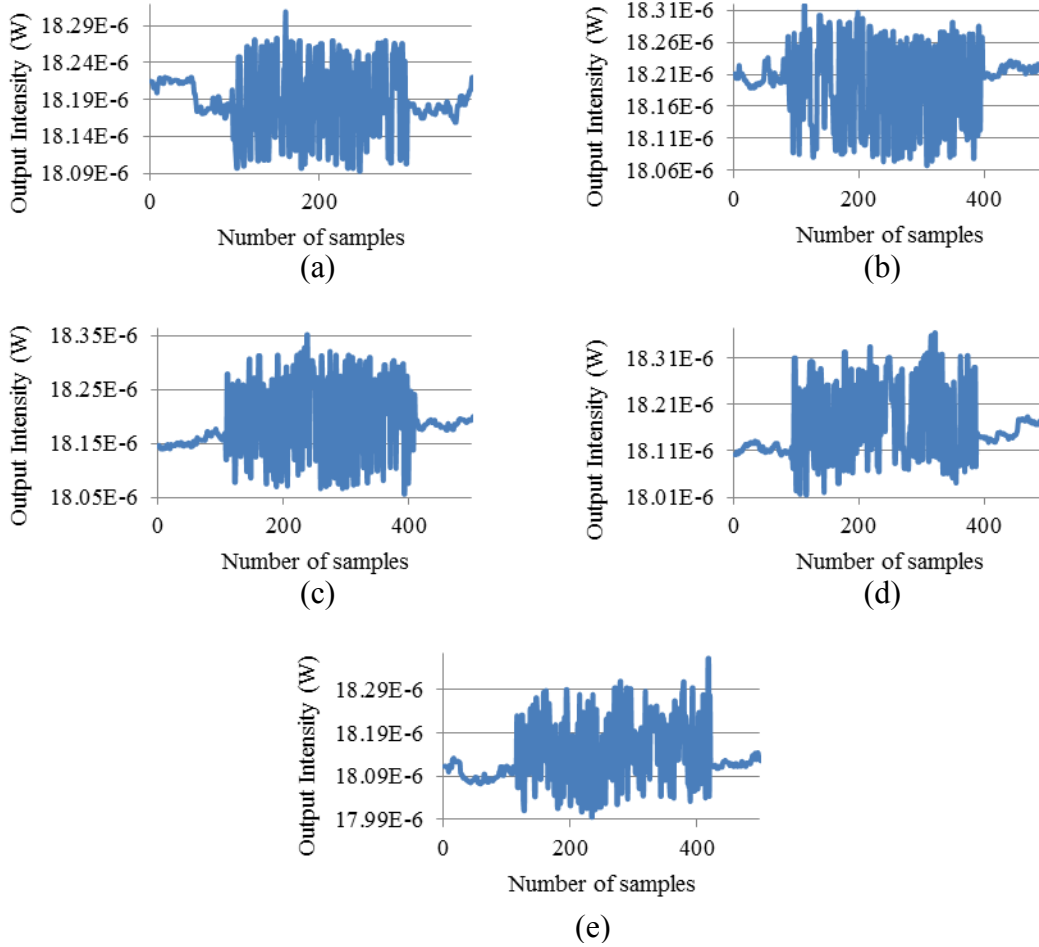 Output Intensity (W)
18.29E-6
18.24E-6
18.19E-6
18.14E-6
18.09E-6
0
200
Number of samples
(a)
Output Intensity (W)
18.31E-6
18.26E-6
18.21E-6
18.16E-6
18.11E-6
18.06E-6
0
200
400
Number of samples
(b)
Output Intensity (W)
18.35E-6
18.25E-6
18.15E-6
18.05E-6
0
200
400
Number of samples
(c)
Output Intensity (W)
18.31E-6
18.21E-6
18.11E-6
18.01E-6
0
200
400
Number of samples
(d)
Output Intensity (W)
18.29E-6
18.19E-6
18.09E-6
17.99E-6
0
200
400
Number of samples
(e)